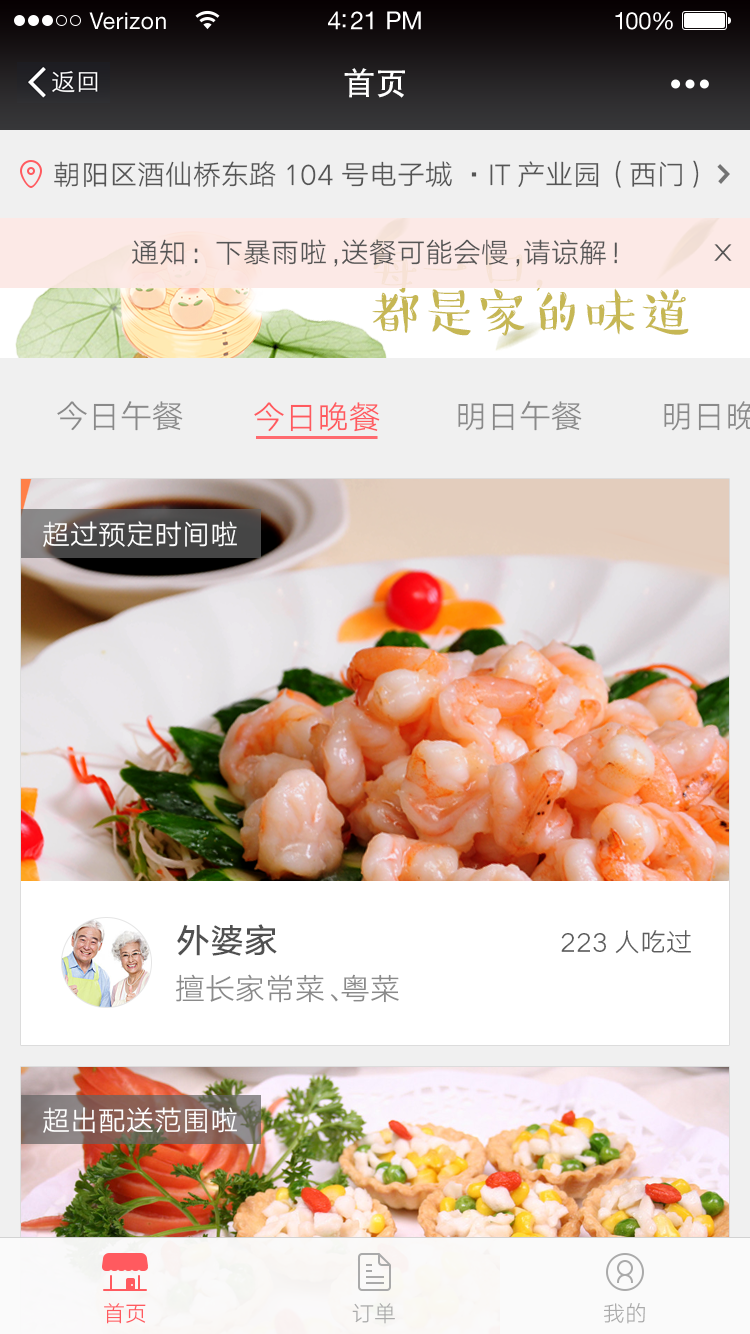 Verizon 4:21 PM 100%
返回 首页
朝阳区酒仙桥东路 104 号电子城 · IT 产业园（西门）
通知：下暴雨啦,送餐可能会慢,请谅解！
都是家的味道
今日午餐 今日晚餐 明日午餐 明日晚
超过预定时间啦
外婆家 223 人吃过
擅长家常菜、粤菜
超出配送范围啦
首页 订单 我的